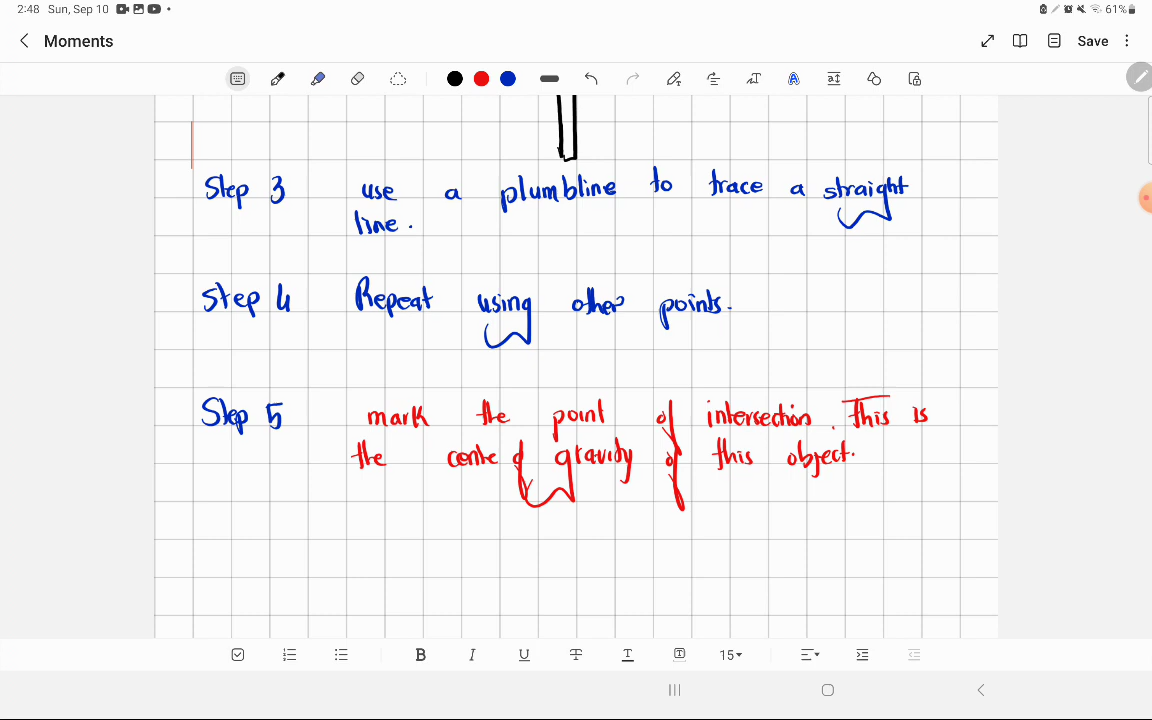 2:48 Sun, Sep 10
61%
Moments
Save
Step 3 use a plumbline to trace a straight
line.
Step 4 Repeat using other points.
Step 5 mark the point of intersection. This is
the centre of gravity of this object.
B I U T T T 15